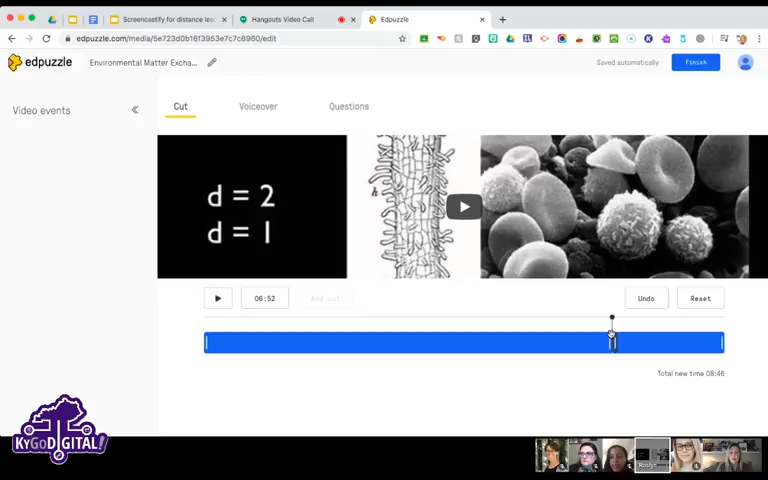 Screencastify for distance lea
Hangouts Video Call
Edpuzzle
edpuzzle.com/media/5e723d0b16f3953e7c7c8960/edit
edpuzzle
Environmental Matter Excha...
Saved automatically
Finish
Video events
Cut
Voiceover
Questions
d = 2
d = 1
06:52
Add cut
Undo
Reset
Total new time 08:46
KyGoDIGITAL!
Roslyn